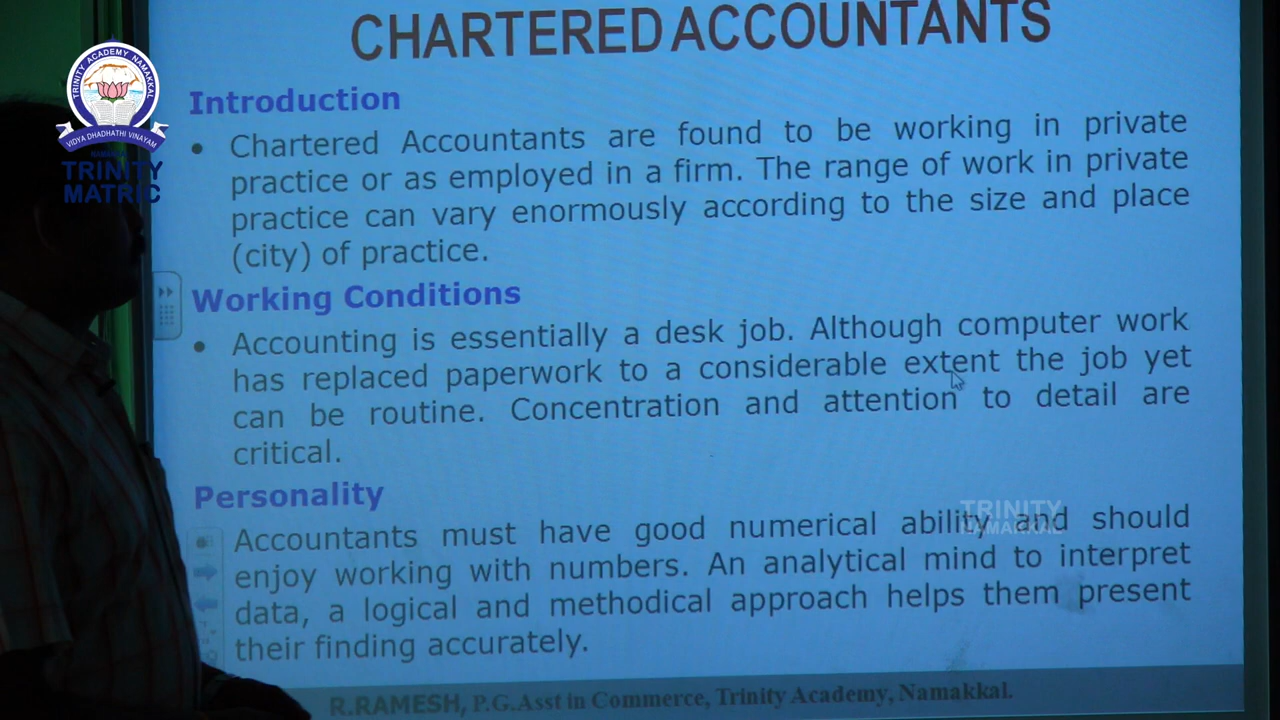 CHARTERED ACCOUNTANTS
Introduction
• Chartered Accountants are found to be working in private
practice or as employed in a firm. The range of work in private
practice can vary enormously according to the size and place
(city) of practice.
Working Conditions
• Accounting is essentially a desk job. Although computer work
has replaced paperwork to a considerable extent the job yet
can be routine. Concentration and attention to detail are
critical.
Personality
Accountants must have good numerical ability and should
enjoy working with numbers. An analytical mind to interpret
data, a logical and methodical approach helps them present
their finding accurately.
R.RAMESH, P.G.Asst in Commerce, Trinity Academy, Namakkal.
TRINITY ACADEMY NAMAKKAL
VIDYA DHADHATHI VINAYAM
NAMAKKAL
TRINITY
MATRIC
TRINITY
NAMAKKAL